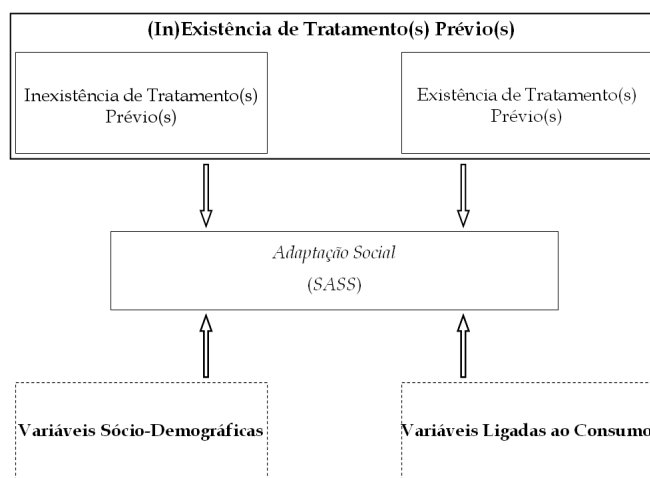 (In)Existência de Tratamento(s) Prévio(s)
Inexistência de Tratamento(s)
Prévio(s)
Existência de Tratamento(s)
Prévio(s)
Adaptação Social
(SASS)
Variáveis Sócio-Demográficas
Variáveis Ligadas ao Consumo